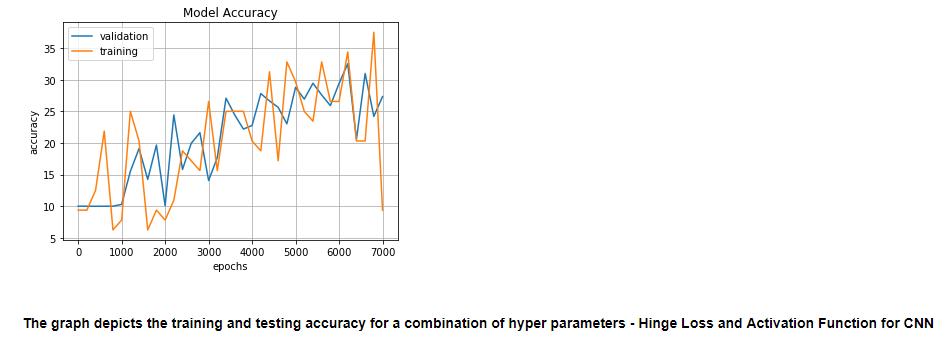 Model Accuracy
validation
training
35
30
25
20
15
10
5
accuracy
0 1000 2000 3000 4000 5000 6000 7000
epochs
The graph depicts the training and testing accuracy for a combination of hyper parameters - Hinge Loss and Activation Function for CNN